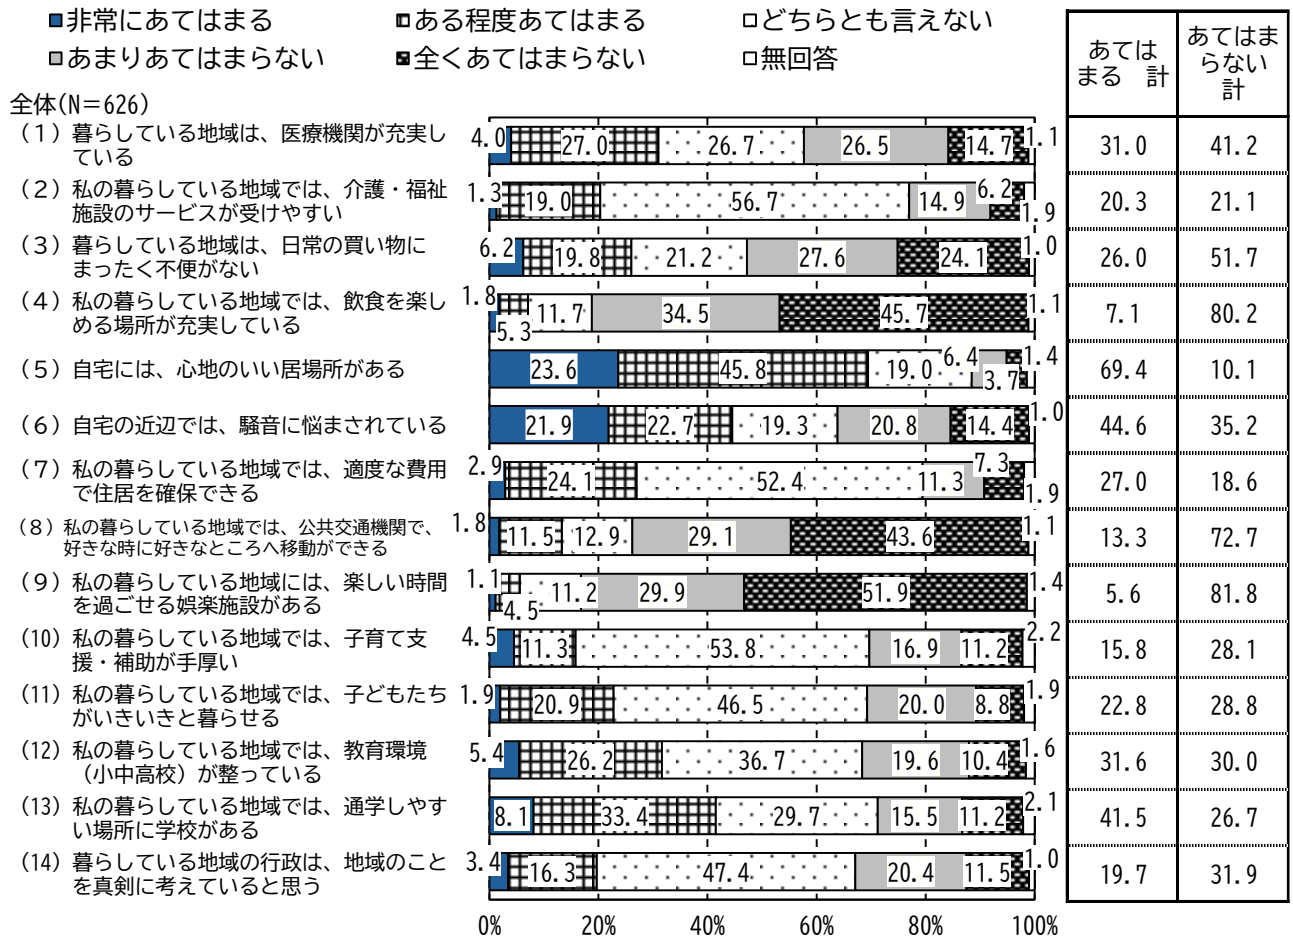 非常にあてはまる ある程度あてはまる どちらとも言えない
あまりあてはまらない 全くあてはまらない 無回答
あてはまる 計 あてはまらない計
全体(N=626)
(1) 暮らしている地域は、医療機関が充実し
ている
4.0 27.0 26.7 26.5 14.7 1.1 31.0 41.2
(2) 私の暮らしている地域では、介護・福祉
施設のサービスが受けやすい
1.3 19.0 56.7 14.9 6.2 1.9 20.3 21.1
(3) 暮らしている地域は、日常の買い物に
まったく不便がない
6.2 19.8 21.2 27.6 24.1 1.0 26.0 51.7
(4) 私の暮らしている地域では、飲食を楽し
める場所が充実している
1.8 5.3 11.7 34.5 45.7 1.1 7.1 80.2
(5) 自宅には、心地のいい居場所がある
23.6 45.8 19.0 6.4 3.7 1.4 69.4 10.1
(6) 自宅の近辺では、騒音に悩まされている
21.9 22.7 19.3 20.8 14.4 1.0 44.6 35.2
(7) 私の暮らしている地域では、適度な費用
で住居を確保できる
2.9 24.1 52.4 11.3 7.3 1.9 27.0 18.6
(8) 私の暮らしている地域では、公共交通機関で、
好きな時に好きなところへ移動ができる
1.8 11.5 12.9 29.1 43.6 1.1 13.3 72.7
(9) 私の暮らしている地域には、楽しい時間
を過ごせる娯楽施設がある
1.1 4.5 11.2 29.9 51.9 1.4 5.6 81.8
(10) 私の暮らしている地域では、子育て支
援・補助が手厚い
4.5 11.3 53.8 16.9 11.2 2.2 15.8 28.1
(11) 私の暮らしている地域では、子どもたち
がいきいきと暮らせる
1.9 20.9 46.5 20.0 8.8 1.9 22.8 28.8
(12) 私の暮らしている地域では、教育環境
(小中高校)が整っている
5.4 26.2 36.7 19.6 10.4 1.6 31.6 30.0
(13) 私の暮らしている地域では、通学しやす
い場所に学校がある
8.1 33.4 29.7 15.5 11.2 2.1 41.5 26.7
(14) 暮らしている地域の行政は、地域のこと
を真剣に考えていると思う
3.4 16.3 47.4 20.4 11.5 1.0 19.7 31.9
0% 20% 40% 60% 80% 100%